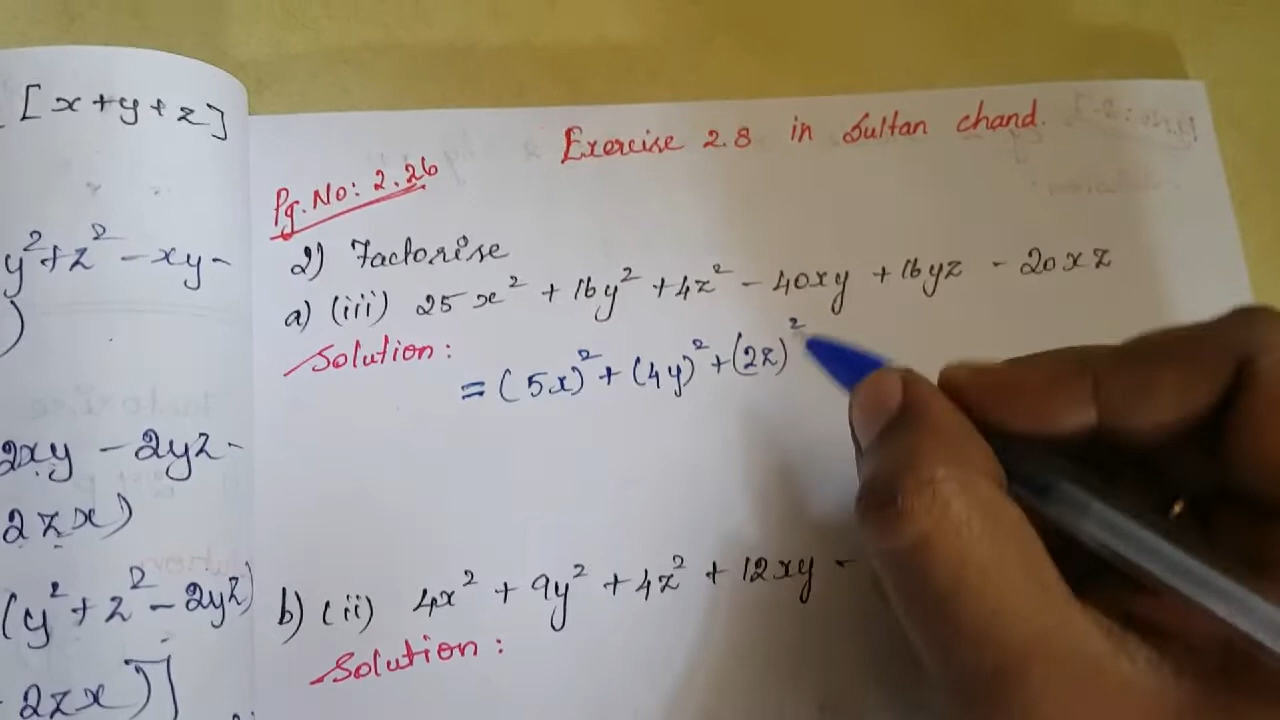 [x+y+z]
y²+z²-xy-
)
2xy - 2yz-
2zx)
(y²+z²-2yz)
2zx)]
Exercise 2.8 in Sultan chand.
Pg.No: 2.26
2) Factorise
a) (iii) 25x² + 16y² + 4z² - 40xy + 16yz - 20xz
Solution:
= (5x)² + (4y)² + (2z)²
b) (ii) 4x² + 9y² + 4z² + 12xy -
Solution: